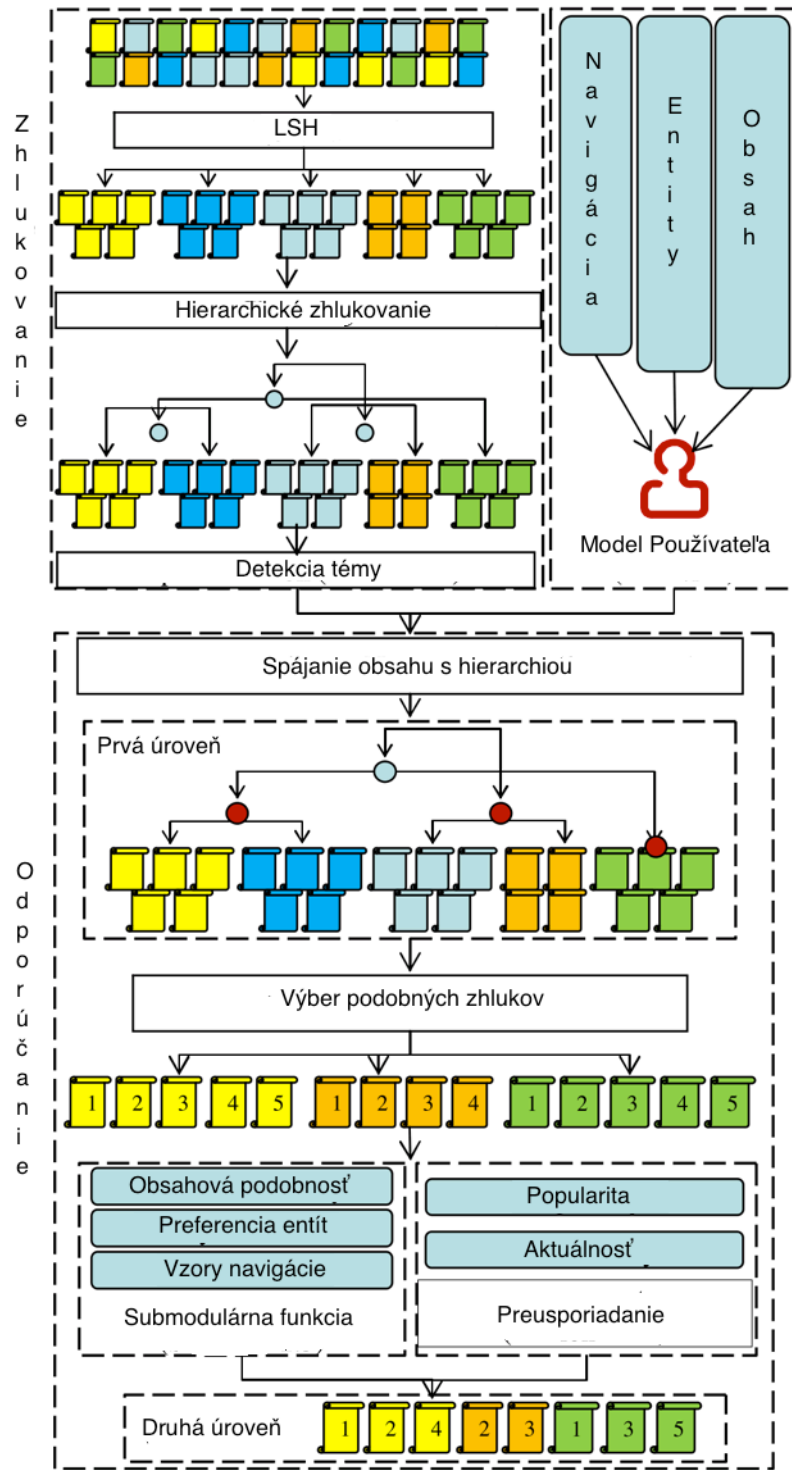 Zhlukovanie
LSH
Hierarchické zhlukovanie
Detekcia témy
Navigácia
Entity
Obsah
Model Používateľa
Odporúčanie
Spájanie obsahu s hierarchiou
Prvá úroveň
Výber podobných zhlukov
1 2 3 4 5 1 2 3 4 1 2 3 4 5
Obsahová podobnosť
Preferencia entít
Vzory navigácie
Submodulárna funkcia
Popularita
Aktuálnosť
Preusporiadanie
Druhá úroveň 1 2 4 2 3 1 3 5